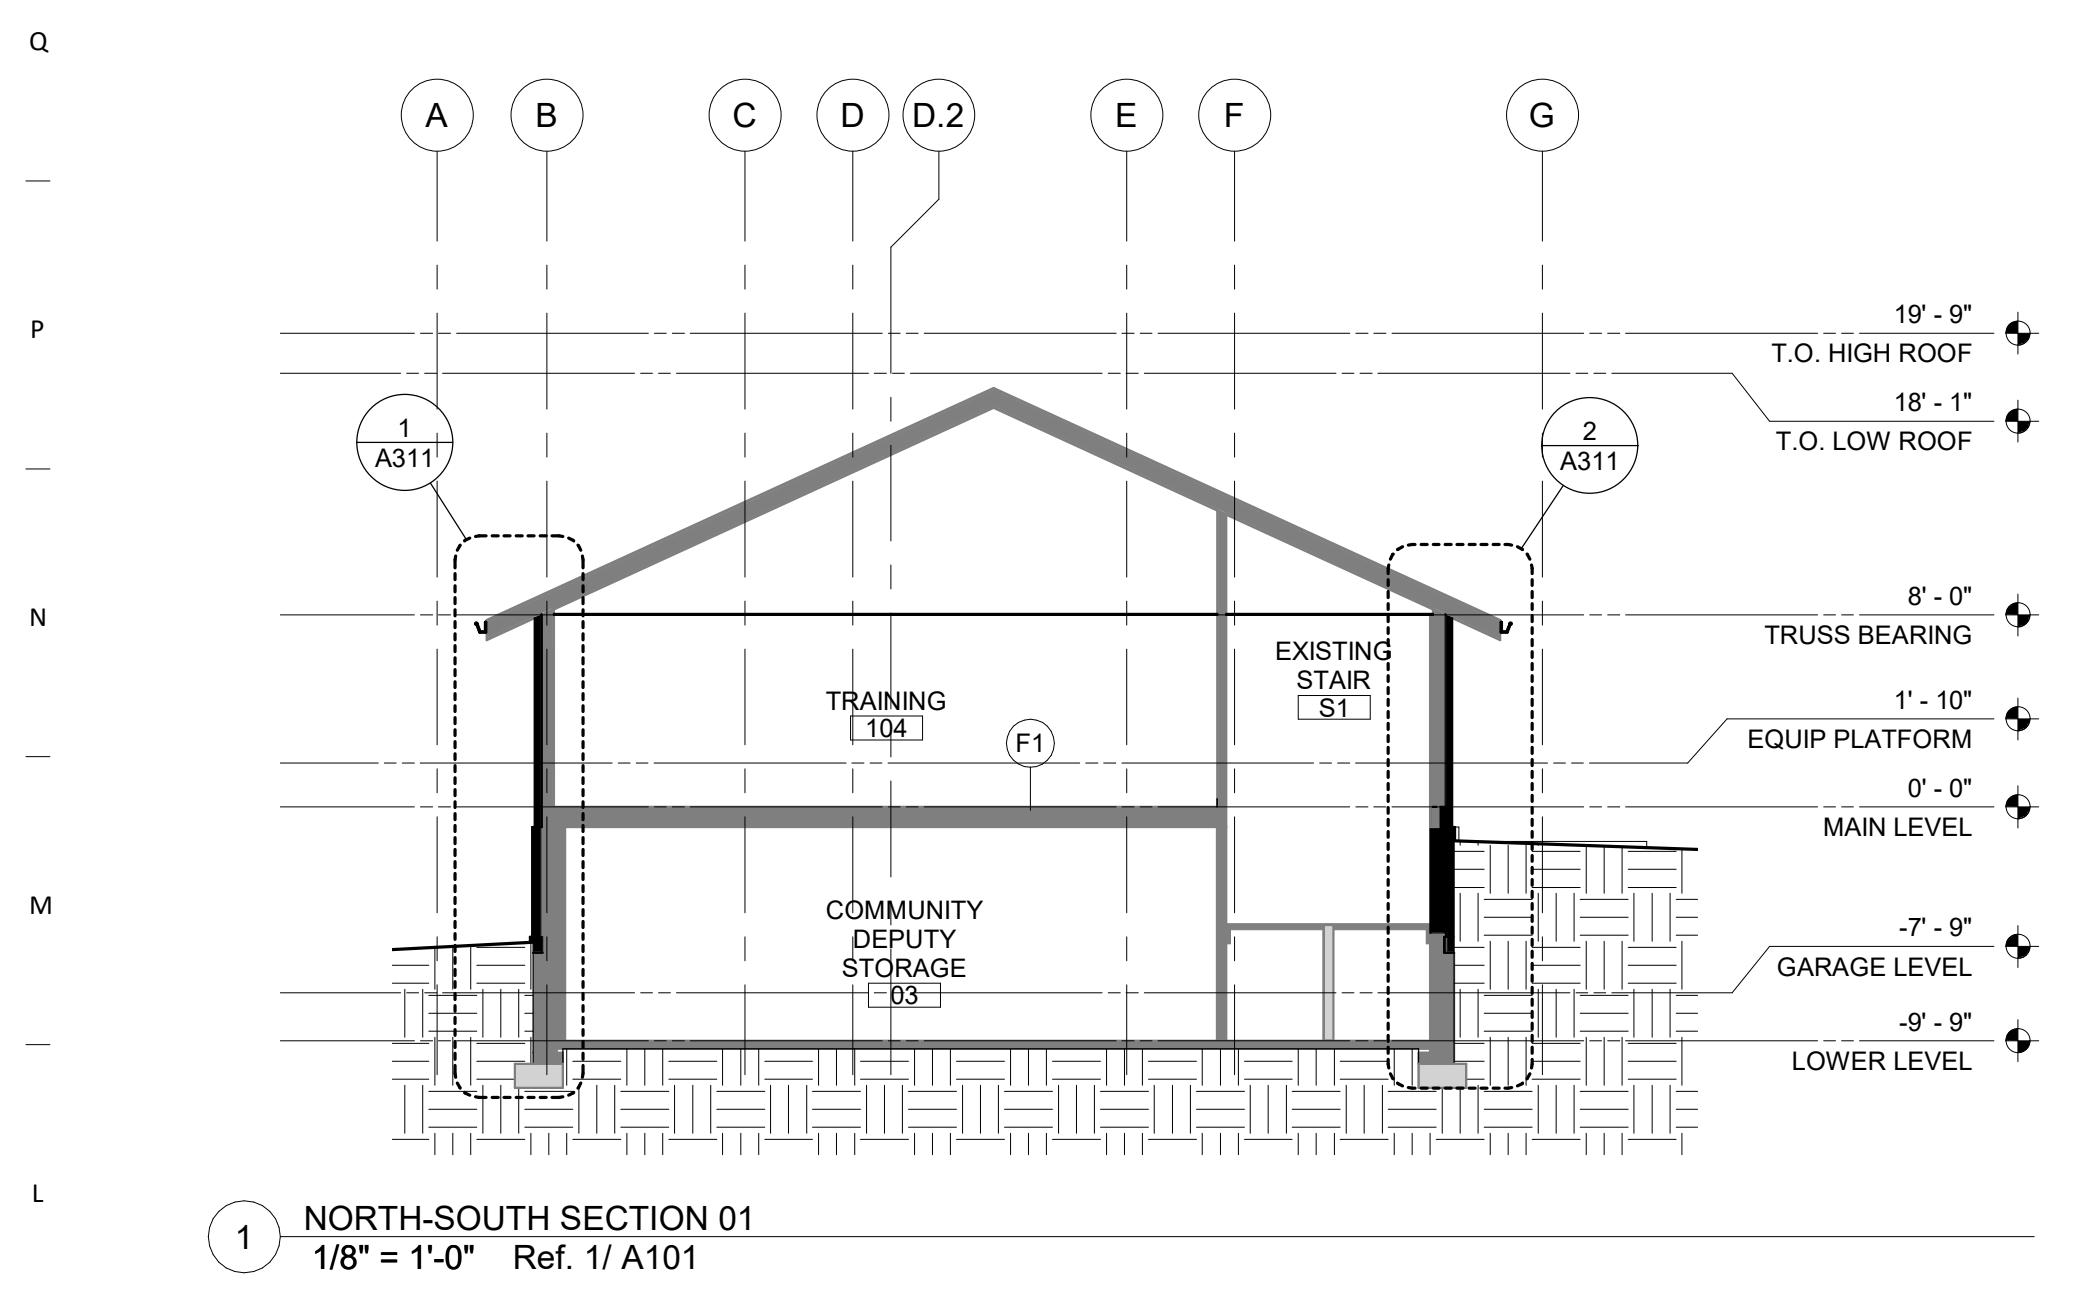 Q
A B C D D.2 E F G
P
19' - 9"
T.O. HIGH ROOF
18' - 1"
T.O. LOW ROOF
1
A311
2
A311
N
8' - 0"
TRUSS BEARING
EXISTING
STAIR
S1
TRAINING
104
F1
1' - 10"
EQUIP PLATFORM
0' - 0"
MAIN LEVEL
M
COMMUNITY
DEPUTY
STORAGE
03
-7' - 9"
GARAGE LEVEL
-9' - 9"
LOWER LEVEL
L
1
NORTH-SOUTH SECTION 01
1/8" = 1'-0" Ref. 1/ A101